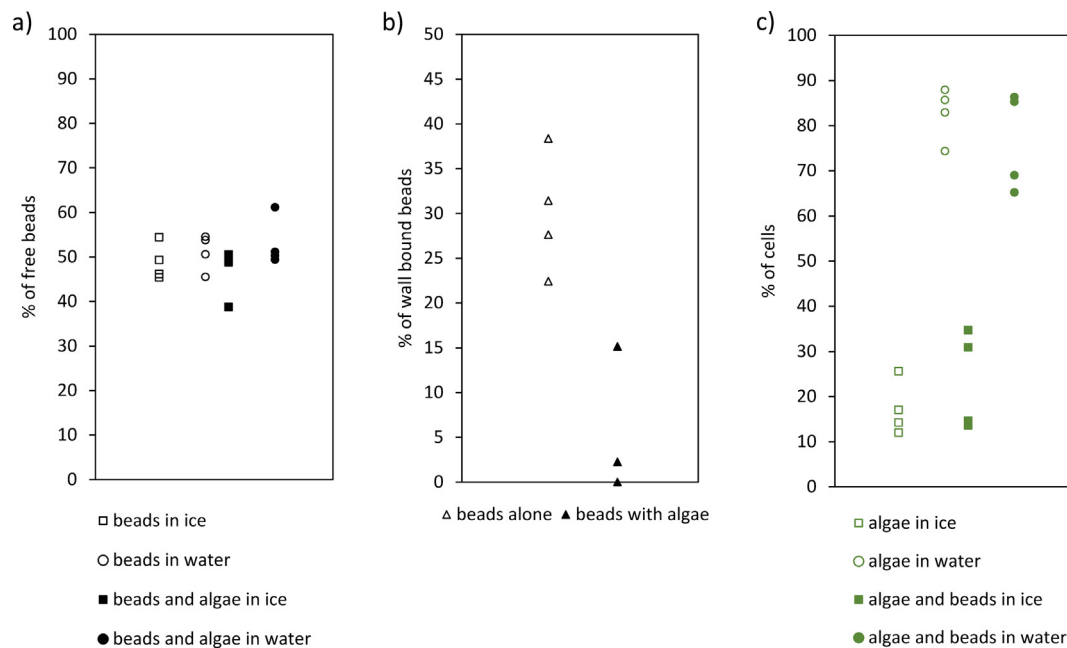 a)
100
90
80
70
60
50
40
30
20
10
0
% of free beads
beads in ice
beads in water
beads and algae in ice
beads and algae in water
b)
50
45
40
35
30
25
20
15
10
5
0
% of wall bound beads
beads alone beads with algae
c)
100
90
80
70
60
50
40
30
20
10
0
% of cells
algae in ice
algae in water
algae and beads in ice
algae and beads in water